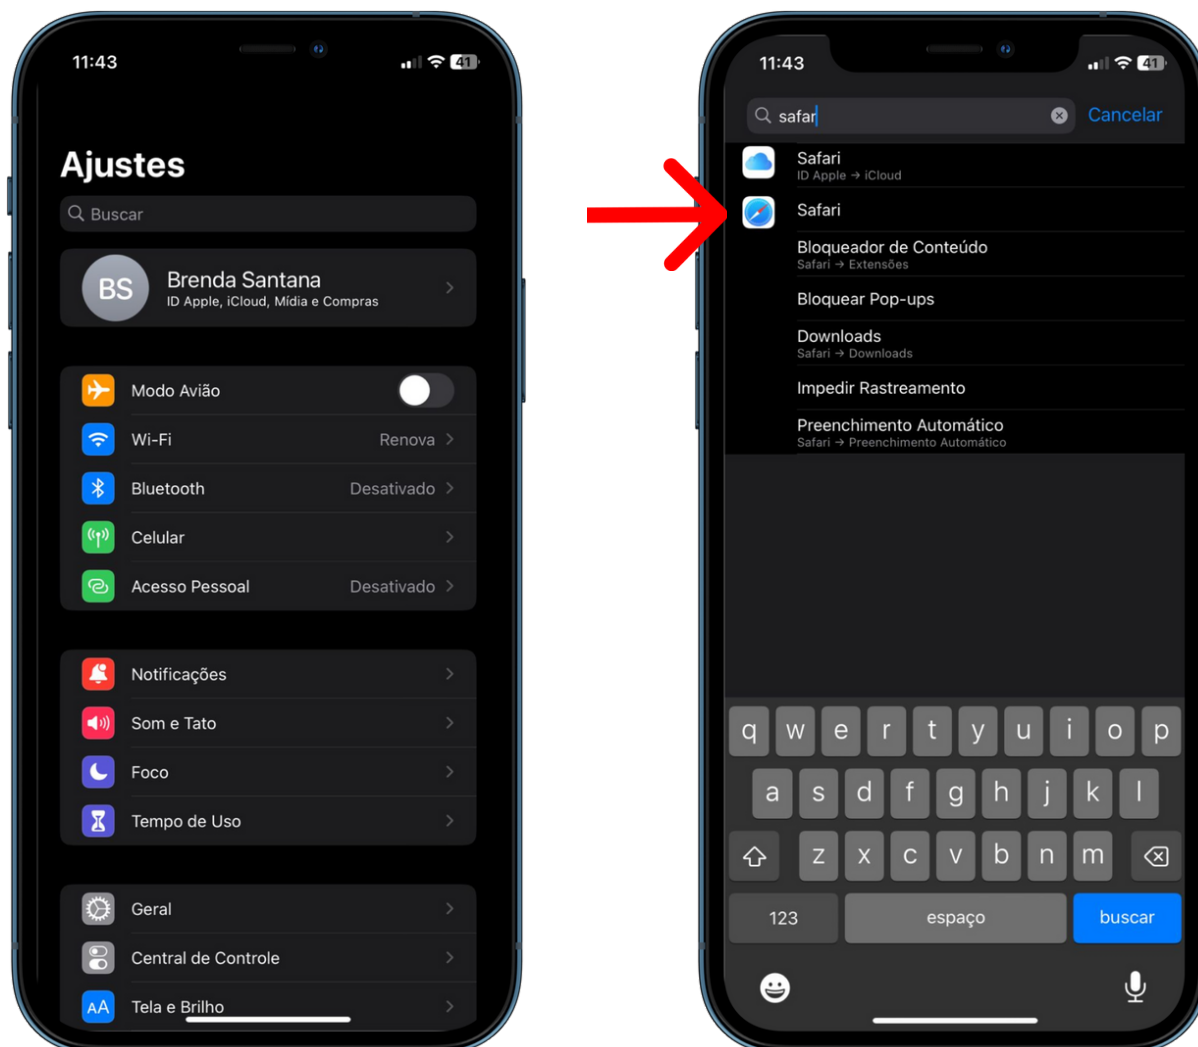 11:43
41
Ajustes
Buscar
BS
Brenda Santana
ID Apple, iCloud, Mídia e Compras
Modo Avião
Wi-Fi Renova
Bluetooth Desativado
Celular
Acesso Pessoal Desativado
Notificações
Som e Tato
Foco
Tempo de Uso
Geral
Central de Controle
AA Tela e Brilho
11:43
41
safar Cancelar
Safari
ID Apple → iCloud
Safari
Bloqueador de Conteúdo
Safari → Extensões
Bloquear Pop-ups
Downloads
Safari → Downloads
Impedir Rastreamento
Preenchimento Automático
Safari → Preenchimento Automático
q w e r t y u i o p
a s d f g h j k l
z x c v b n m
123 espaço buscar